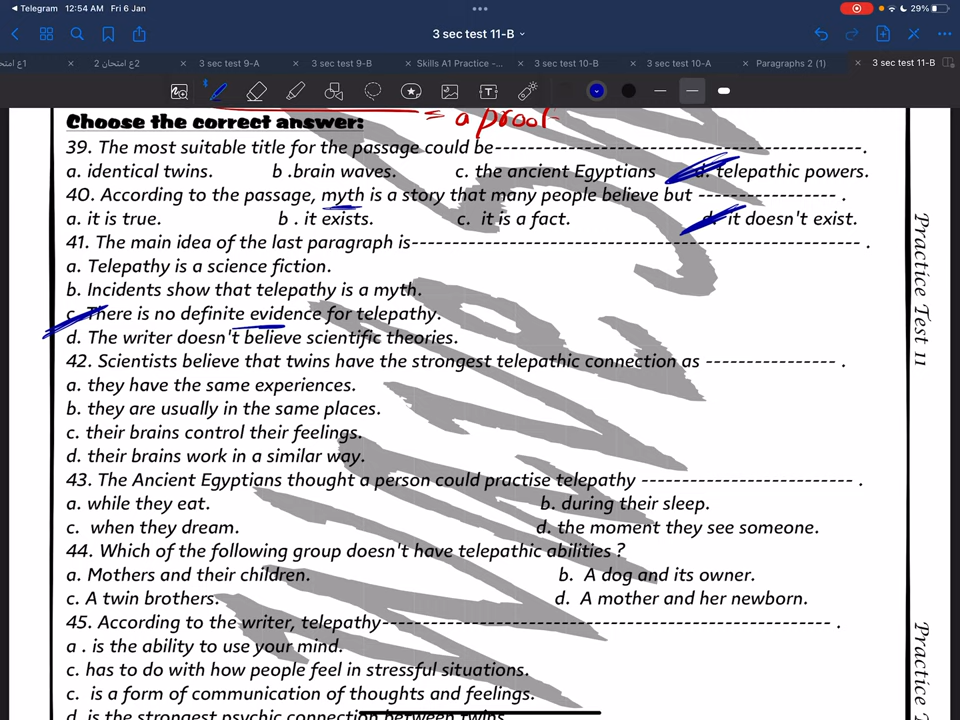 Telegram 12:54 AM Fri 6 Jan
29%
3 sec test 11-B
2ع امتحان 2
3 sec test 9-A
3 sec test 9-B
Skills A1 Practice -...
3 sec test 10-B
3 sec test 10-A
Paragraphs 2 (1)
3 sec test 11-B
= a proof
Choose the correct answer:
39. The most suitable title for the passage could be--------------------------------------------------.
a. identical twins. b .brain waves. c. the ancient Egyptians d. telepathic powers.
40. According to the passage, myth is a story that many people believe but ----------------- .
a. it is true. b . it exists. c. it is a fact. d. it doesn't exist.
41. The main idea of the last paragraph is------------------------------------------------------------ .
a. Telepathy is a science fiction.
b. Incidents show that telepathy is a myth.
c. There is no definite evidence for telepathy.
d. The writer doesn't believe scientific theories.
42. Scientists believe that twins have the strongest telepathic connection as ----------------- .
a. they have the same experiences.
b. they are usually in the same places.
c. their brains control their feelings.
d. their brains work in a similar way.
43. The Ancient Egyptians thought a person could practise telepathy ---------------------------- .
a. while they eat. b. during their sleep.
c. when they dream. d. the moment they see someone.
44. Which of the following group doesn't have telepathic abilities ?
a. Mothers and their children. b. A dog and its owner.
c. A twin brothers. d. A mother and her newborn.
45. According to the writer, telepathy------------------------------------------------------------ .
a . is the ability to use your mind.
c. has to do with how people feel in stressful situations.
c. is a form of communication of thoughts and feelings.
d. is the strongest psychic connection between twins.
Practice Test 11
Practice T